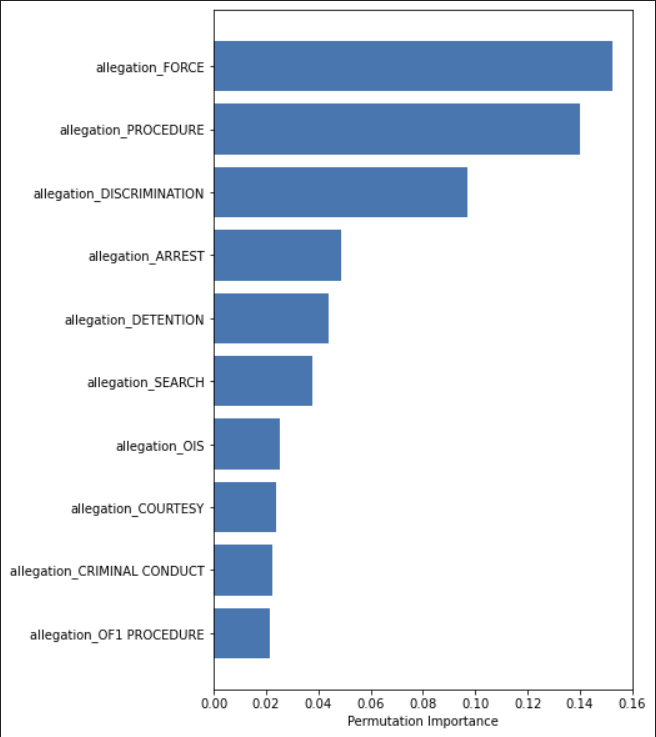 allegation_FORCE
allegation_PROCEDURE
allegation_DISCRIMINATION
allegation_ARREST
allegation_DETENTION
allegation_SEARCH
allegation_OIS
allegation_COURTESY
allegation_CRIMINAL CONDUCT
allegation_OF1 PROCEDURE
0.00 0.02 0.04 0.06 0.08 0.10 0.12 0.14 0.16
Permutation Importance